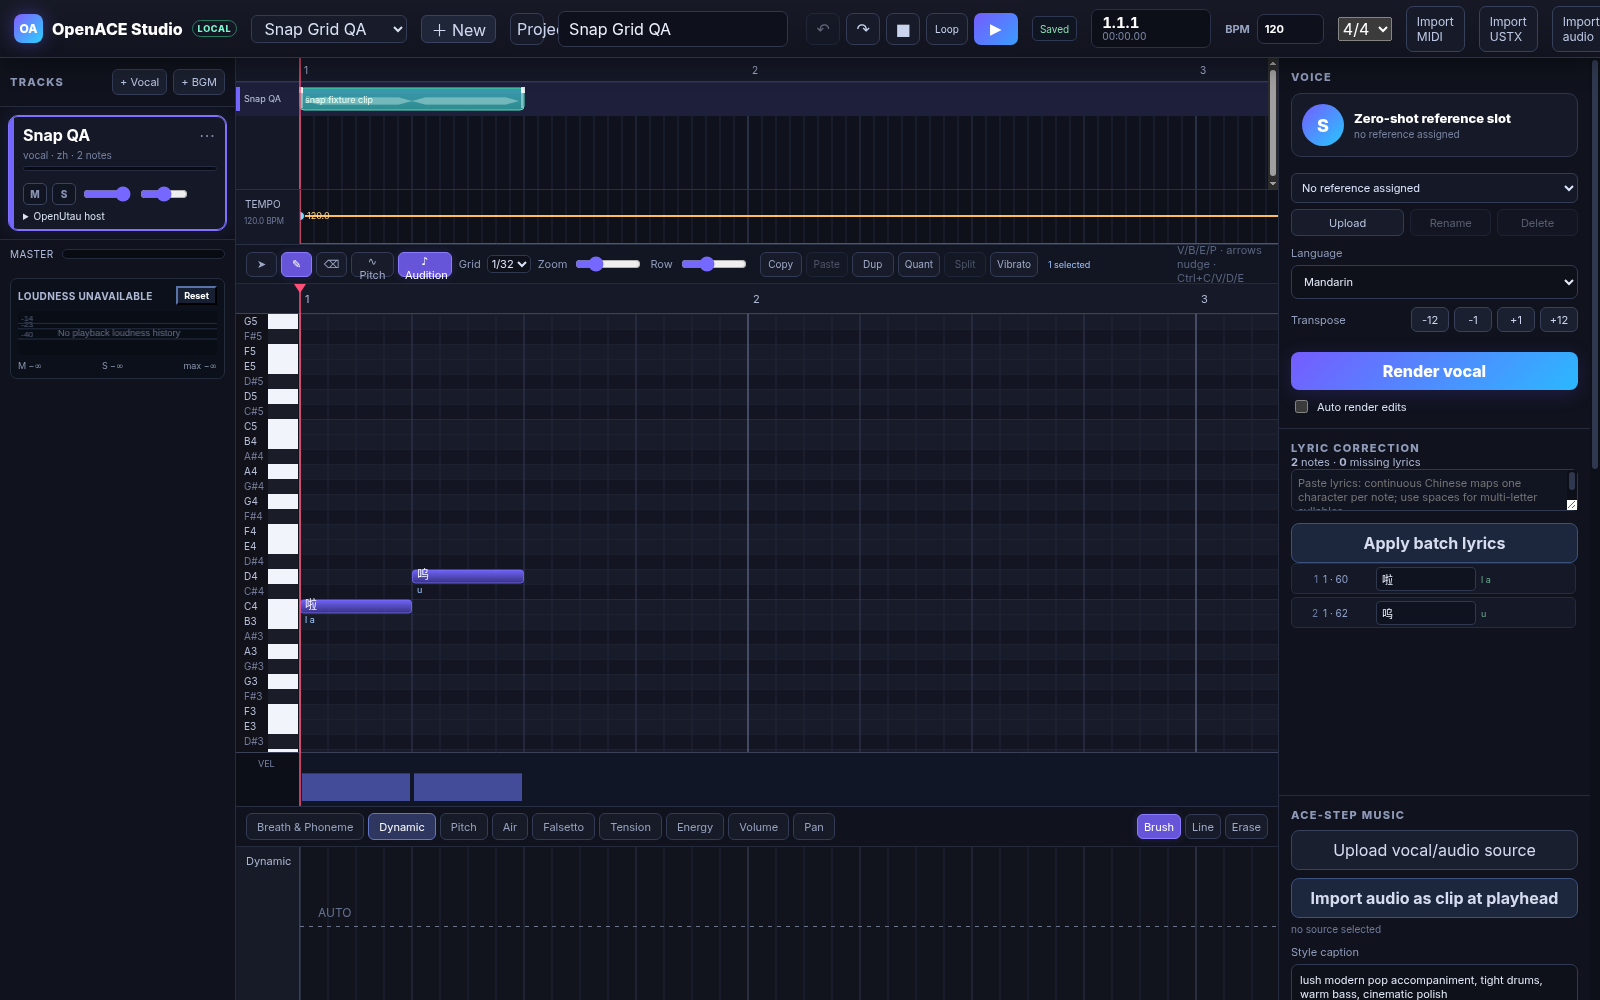 OA OpenACE Studio LOCAL Snap Grid QA + New Projec Snap Grid QA Loop Saved 1.1.1 00:00.00 BPM 120 4/4 Import MIDI Import USTX Import audio
TRACKS + Vocal + BGM
Snap QA ...
vocal · zh · 2 notes
M S
OpenUtau host
MASTER
LOUDNESS UNAVAILABLE Reset
-14
-23
-40
No playback loudness history
M −∞ S −∞ max −∞
1 2 3
Snap QA snap fixture clip
TEMPO
120.0 BPM
120.0
Pitch
Audition
Grid 1/32 Zoom Row Copy Paste Dup Quant Split Vibrato 1 selected
V/B/E/P · arrows
nudge ·
Ctrl+C/V/D/E
1 2 3
G5
F#5
F5
E5
D#5
D5
C#5
C5
B4
A#4
A4
G#4
G4
F#4
F4
E4
D#4
D4 呜
C#4 u
C4 啦
B3 l a
A#3
A3
G#3
G3
F#3
F3
E3
D#3
VEL
Breath & Phoneme Dynamic Pitch Air Falsetto Tension Energy Volume Pan Brush Line Erase
Dynamic
AUTO
VOICE
S Zero-shot reference slot
no reference assigned
No reference assigned
Upload Rename Delete
Language
Mandarin
Transpose -12 -1 +1 +12
Render vocal
Auto render edits
LYRIC CORRECTION
2 notes · 0 missing lyrics
Paste lyrics: continuous Chinese maps one
character per note; use spaces for multi-letter
Apply batch lyrics
1 1 · 60 啦 l a
2 1 · 62 呜 u
ACE-STEP MUSIC
Upload vocal/audio source
Import audio as clip at playhead
no source selected
Style caption
lush modern pop accompaniment, tight drums,
warm bass, cinematic polish